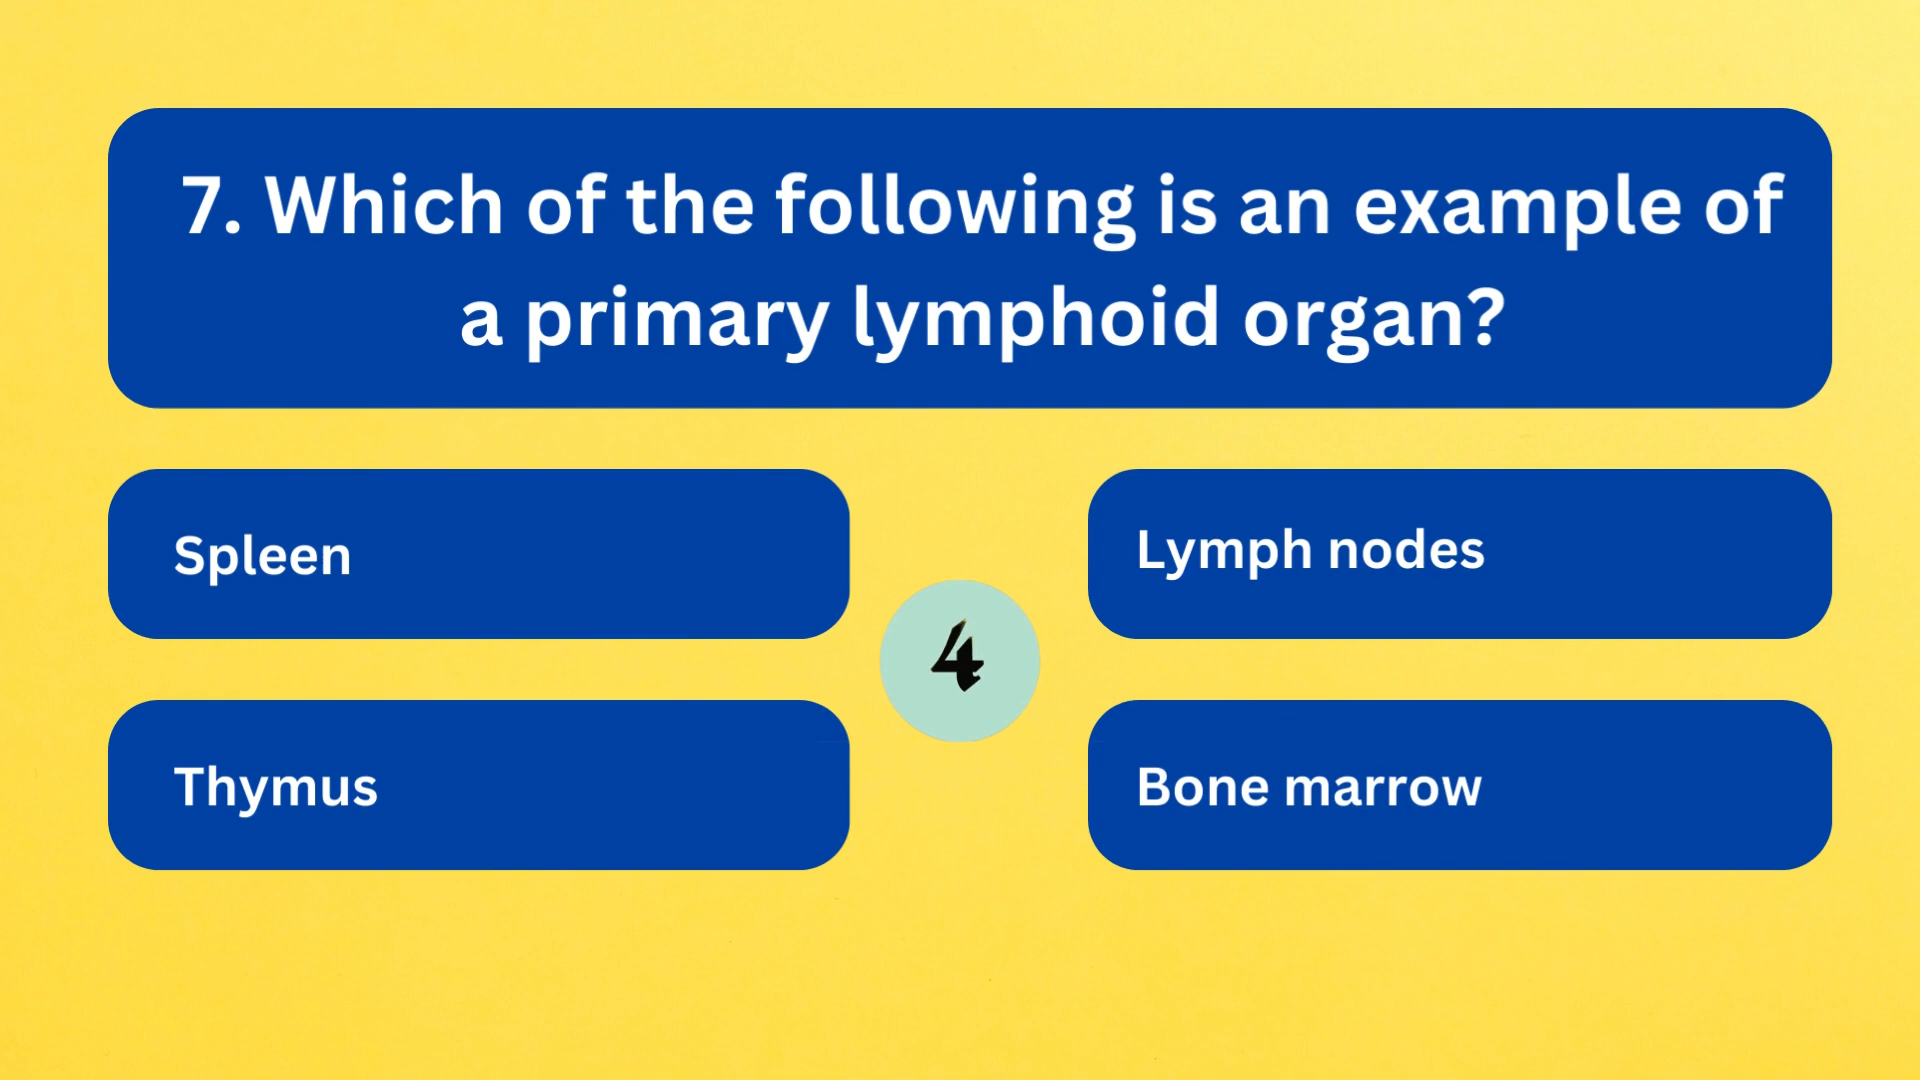 7. Which of the following is an example of
a primary lymphoid organ?
Spleen
Lymph nodes
4
Thymus
Bone marrow